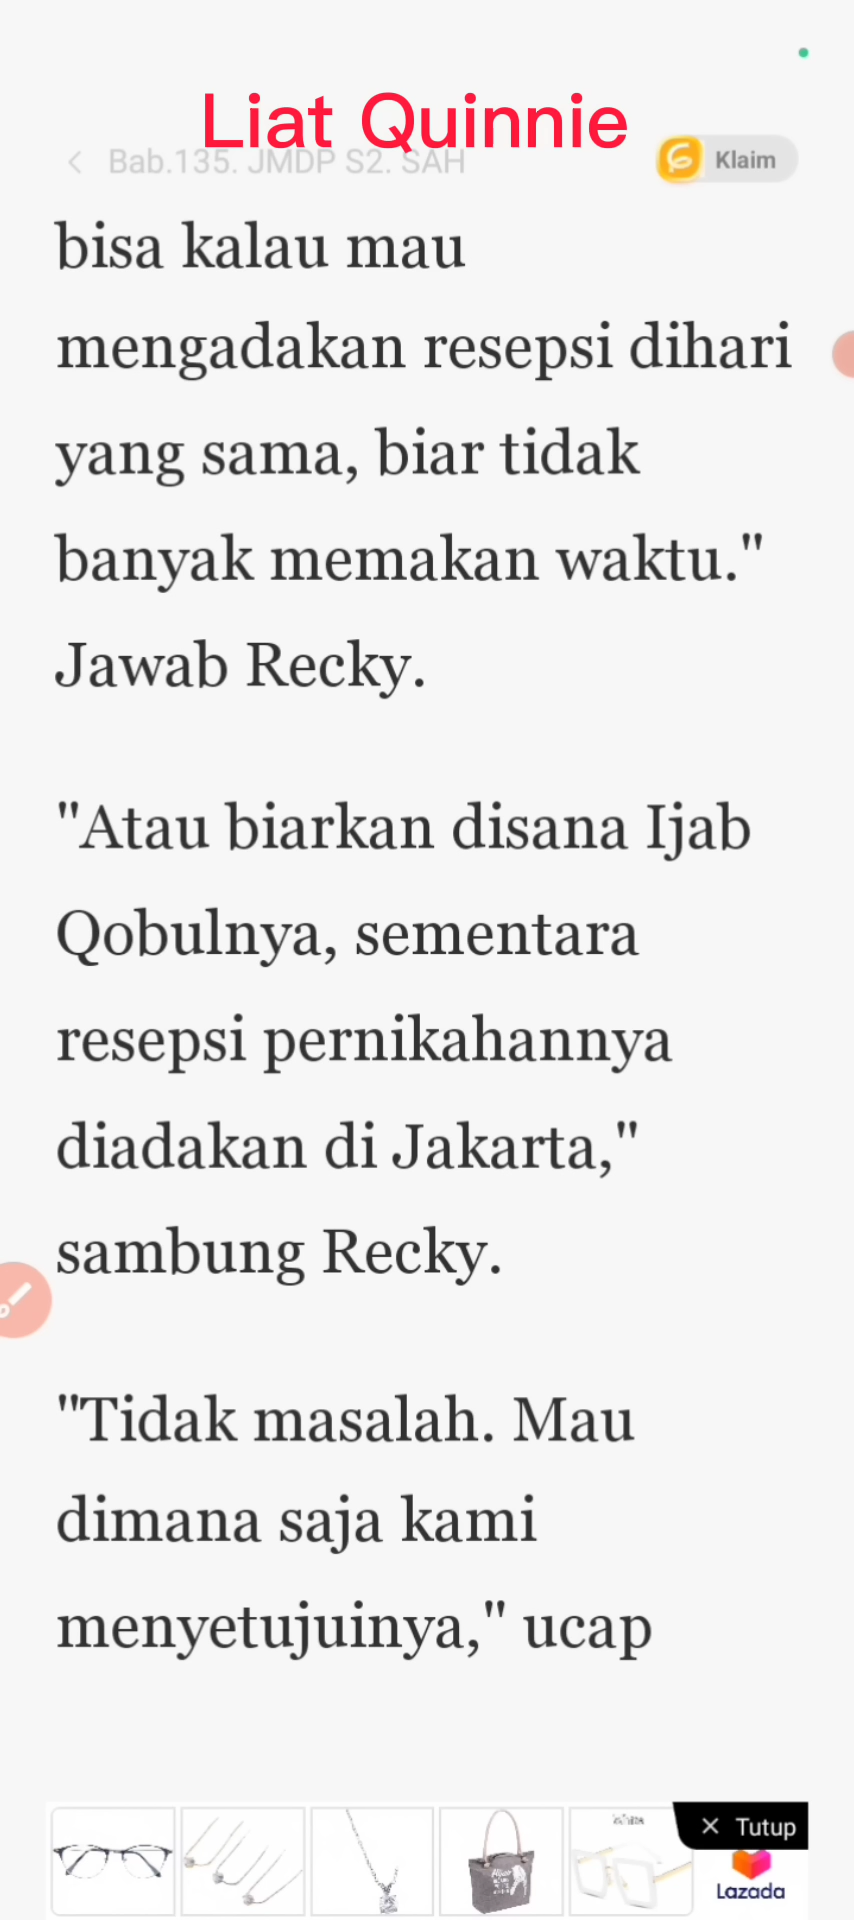 Liat Quinnie
Bab.135. JMDP S2. SAH
Klaim
bisa kalau mau
mengadakan resepsi dihari
yang sama, biar tidak
banyak memakan waktu."
Jawab Recky.
"Atau biarkan disana Ijab
Qobulnya, sementara
resepsi pernikahannya
diadakan di Jakarta,"
sambung Recky.
"Tidak masalah. Mau
dimana saja kami
menyetujuinya," ucap
Tutup
Lazada